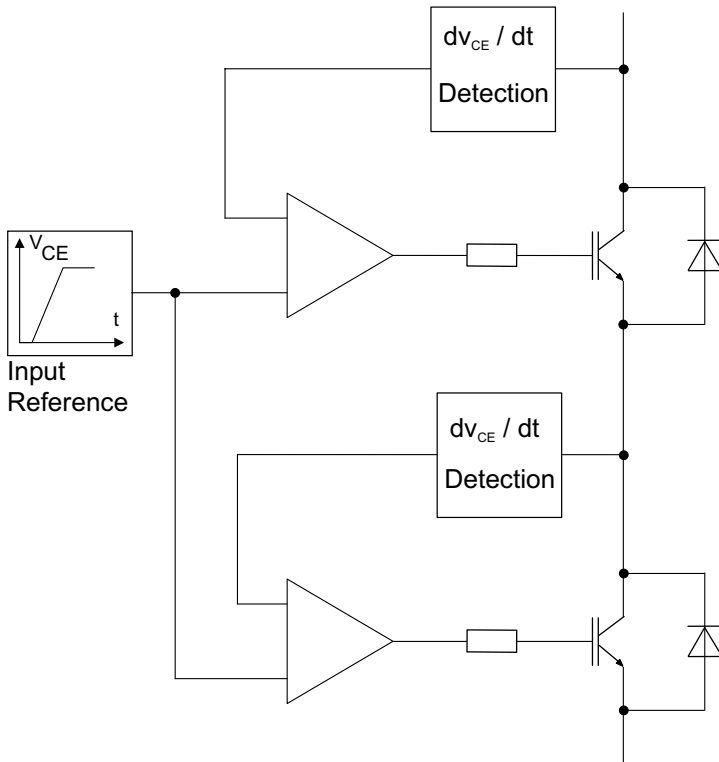 dv_CE / dt
Detection
V_CE
t
Input
Reference
dv_CE / dt
Detection